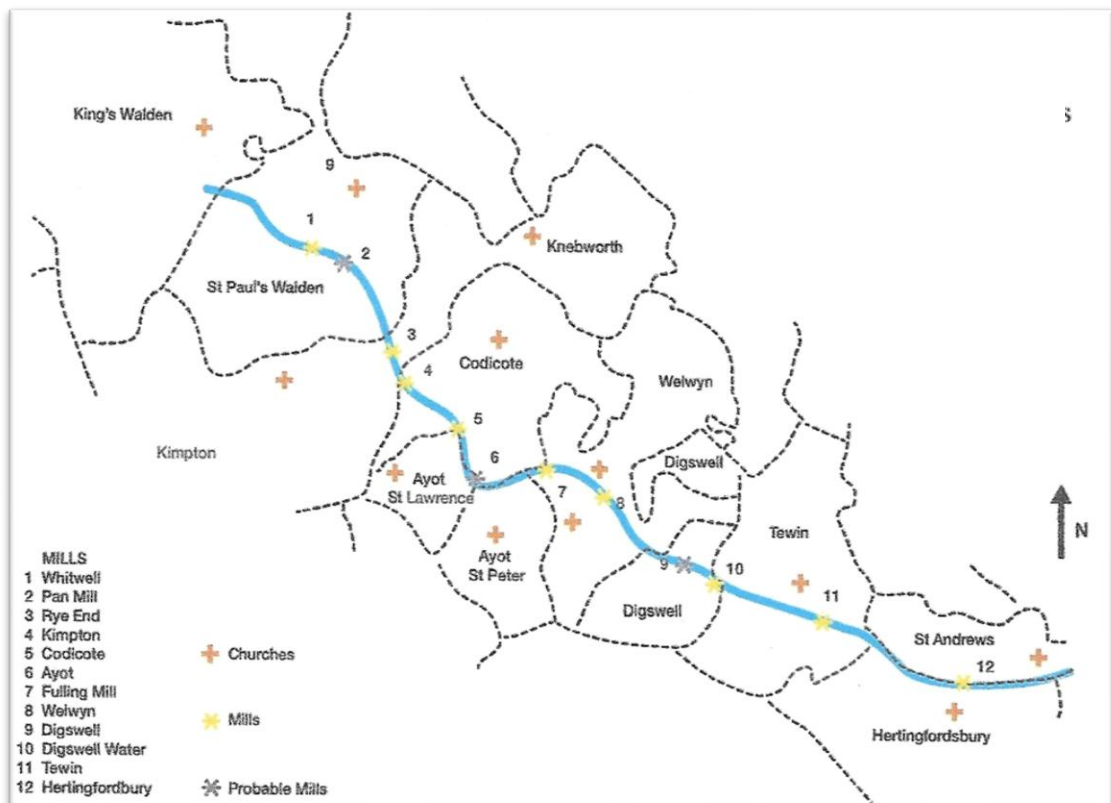 King's Walden
S
9
1
Knebworth
2
St Paul's Walden
3
Codicote
4
Welwyn
5
Kimpton
6
Digswell
Ayot
St Lawrence
7
8
Tewin
N
Ayot
St Peter
9
10
11
Digswell
St Andrews
12
Hertingfordsbury
MILLS
1 Whitwell
2 Pan Mill
3 Rye End
4 Kimpton
5 Codicote
6 Ayot
7 Fulling Mill
8 Welwyn
9 Digswell
10 Digswell Water
11 Tewin
12 Hertingfordbury
Churches
Mills
Probable Mills